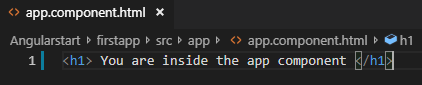 app.component.html ×
Angularstart › firstapp › src › app › app.component.html › h1
1 <h1> You are inside the app component </h1>